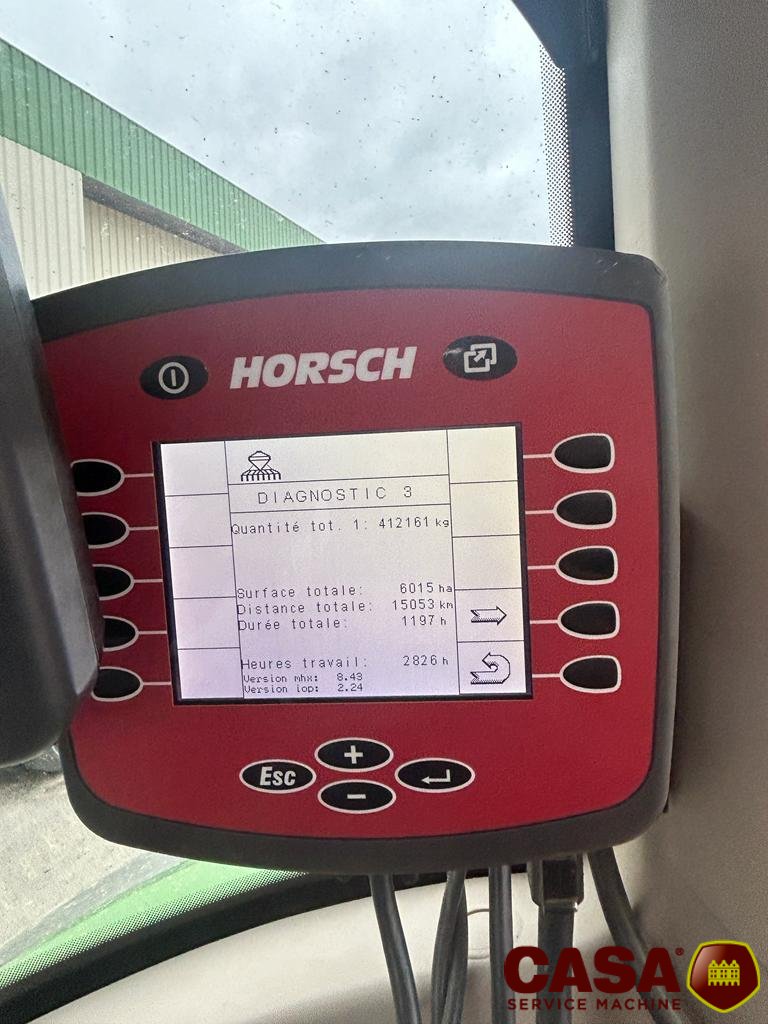 HORSCH
DIAGNOSTIC 3
Quantité tot. 1: 412161 kg
Surface totale: 6015 ha
Distance totale: 15053 km
Durée totale: 1197 h
Heures travail: 2826 h
Version mhx: 8.43
Version iop: 2.24
+
Esc
−
CASA®
SERVICE MACHINE